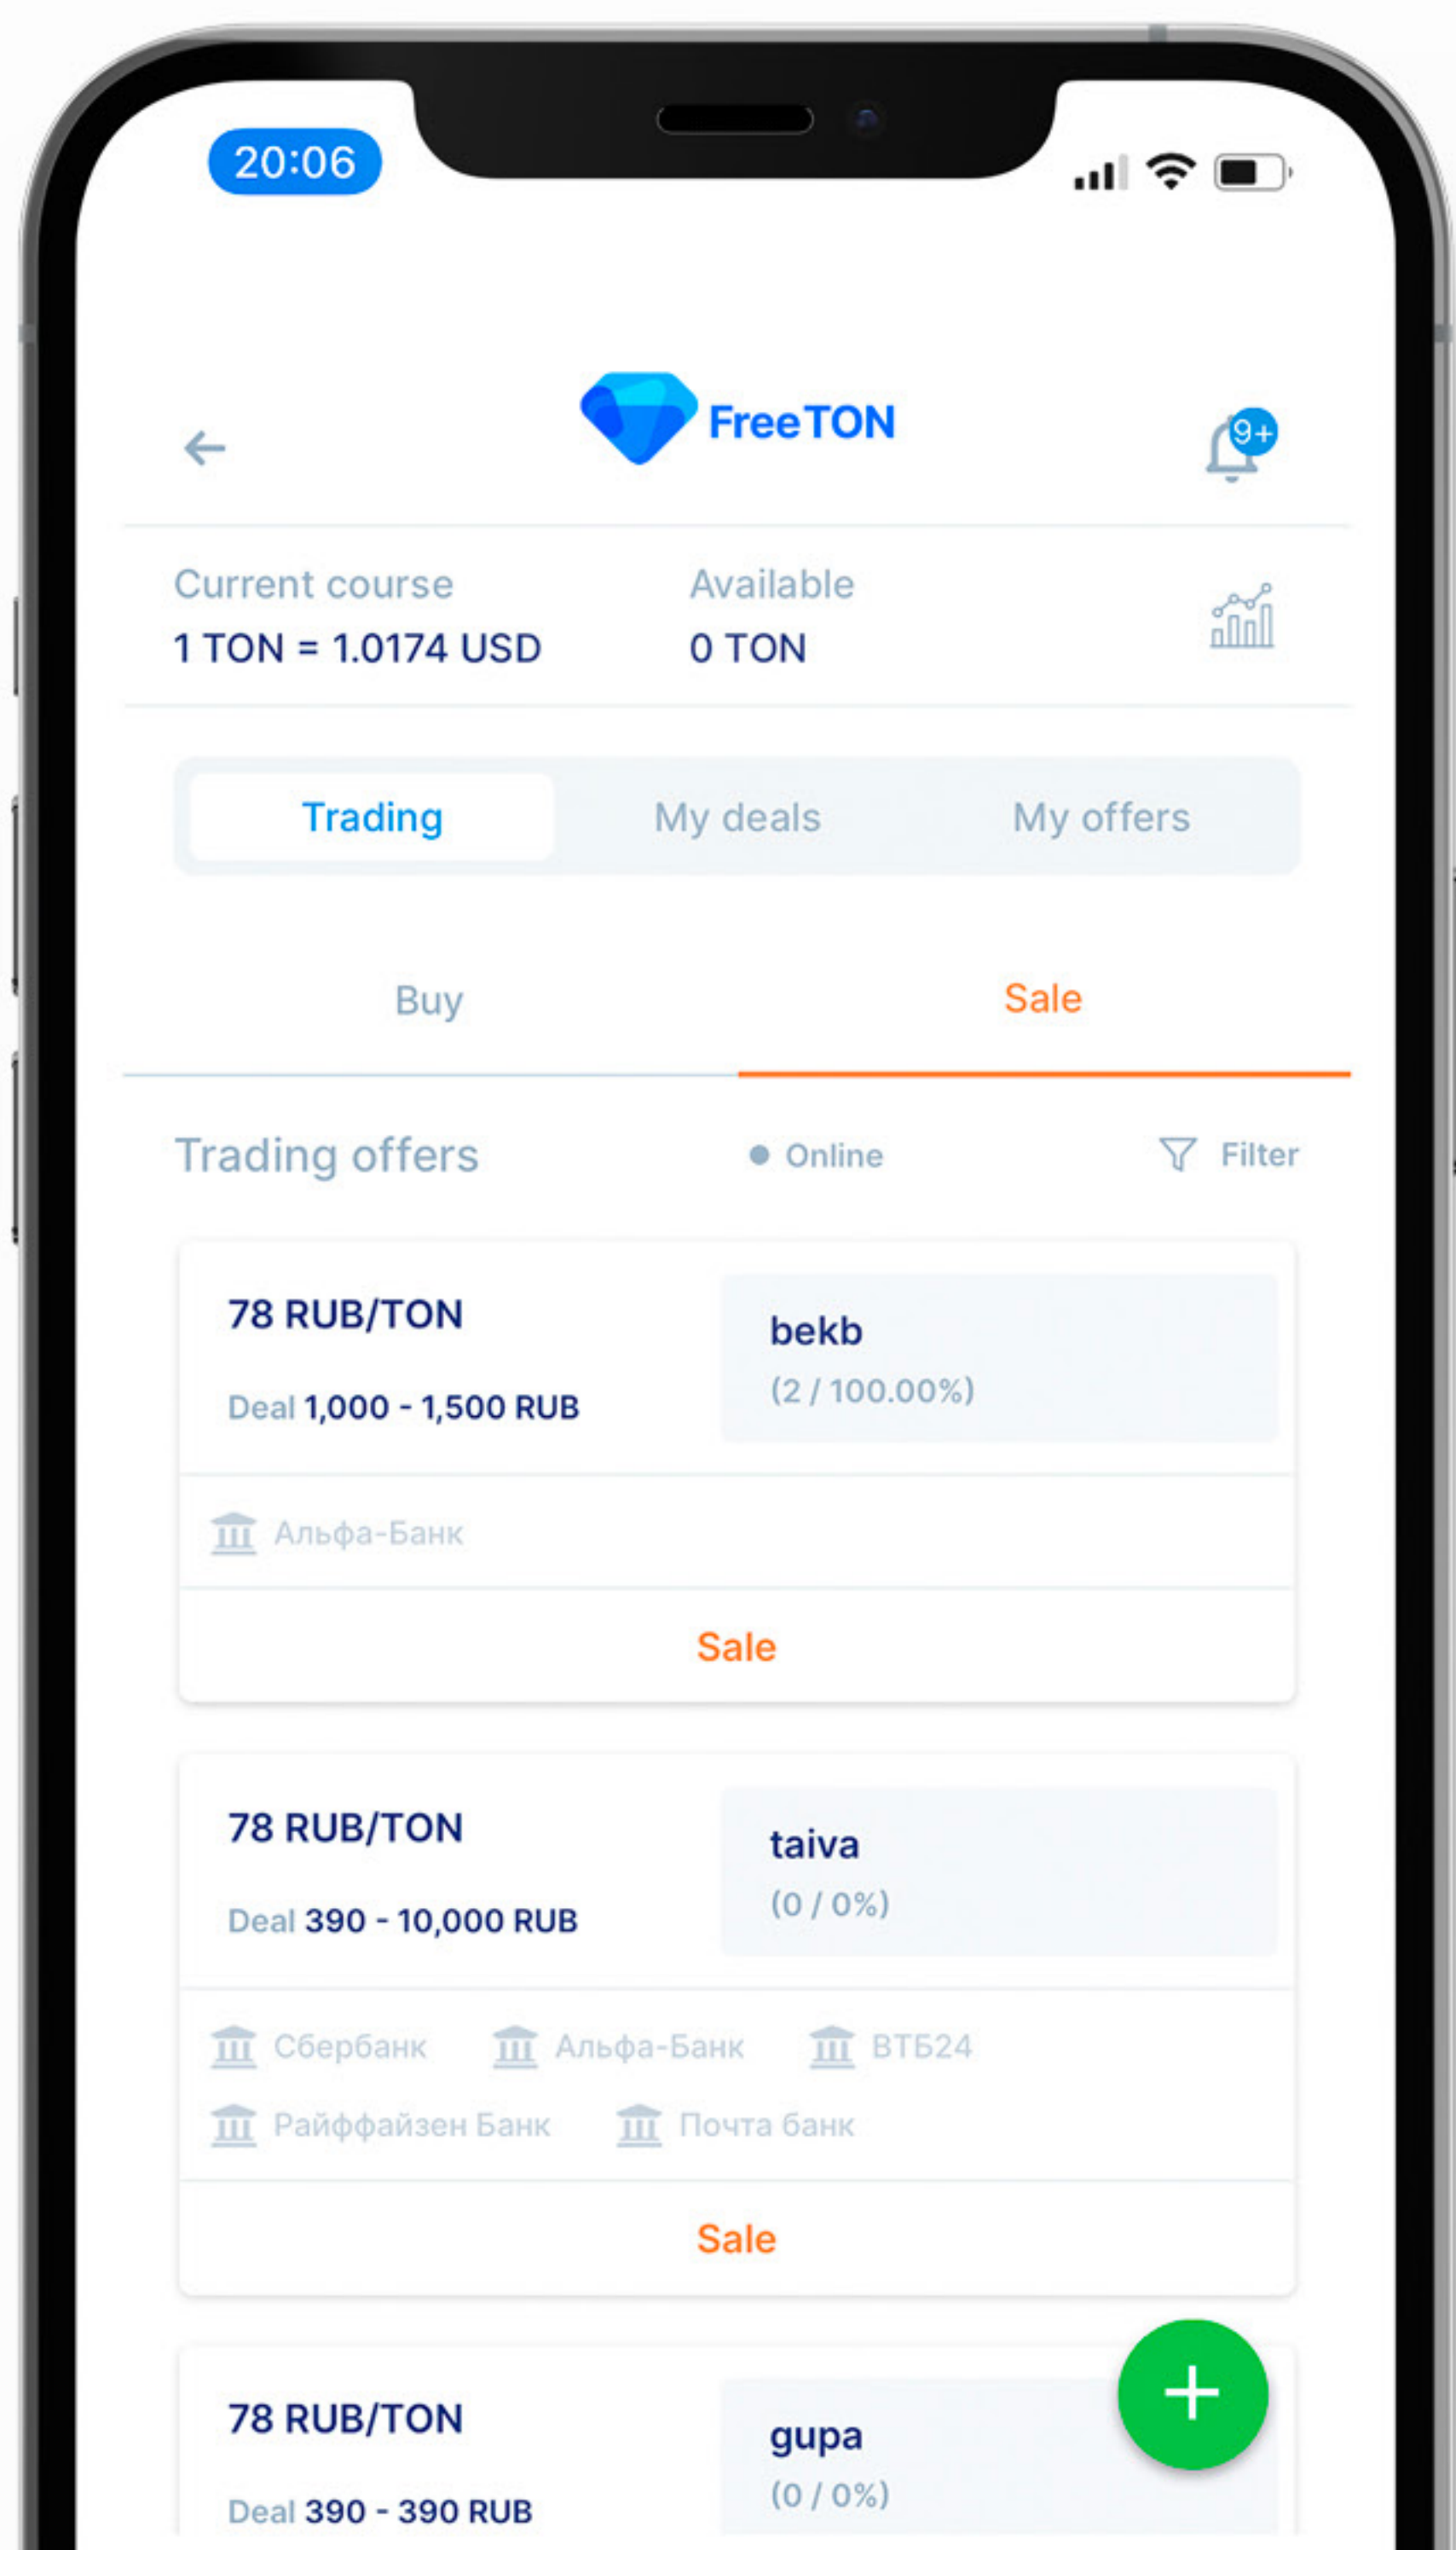 20:06
FreeTON
9+
Current course Available
1 TON = 1.0174 USD 0 TON
Trading My deals My offers
Buy Sale
Trading offers Online Filter
78 RUB/TON bekb
Deal 1,000 - 1,500 RUB (2 / 100.00%)
Альфа-Банк
Sale
78 RUB/TON taiva
Deal 390 - 10,000 RUB (0 / 0%)
Сбербанк Альфа-Банк ВТБ24
Райффайзен Банк Почта банк
Sale
78 RUB/TON gupa
Deal 390 - 390 RUB (0 / 0%)